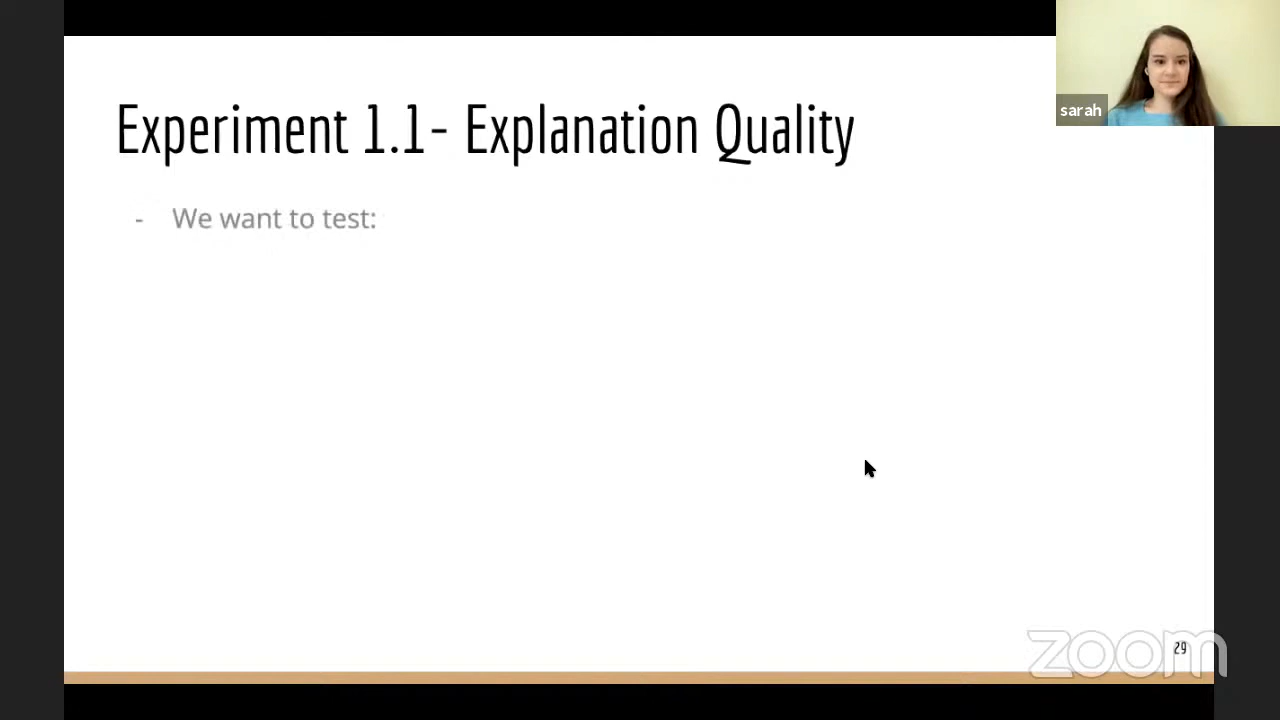 sarah
Experiment 1.1- Explanation Quality
- We want to test:
zoom
29